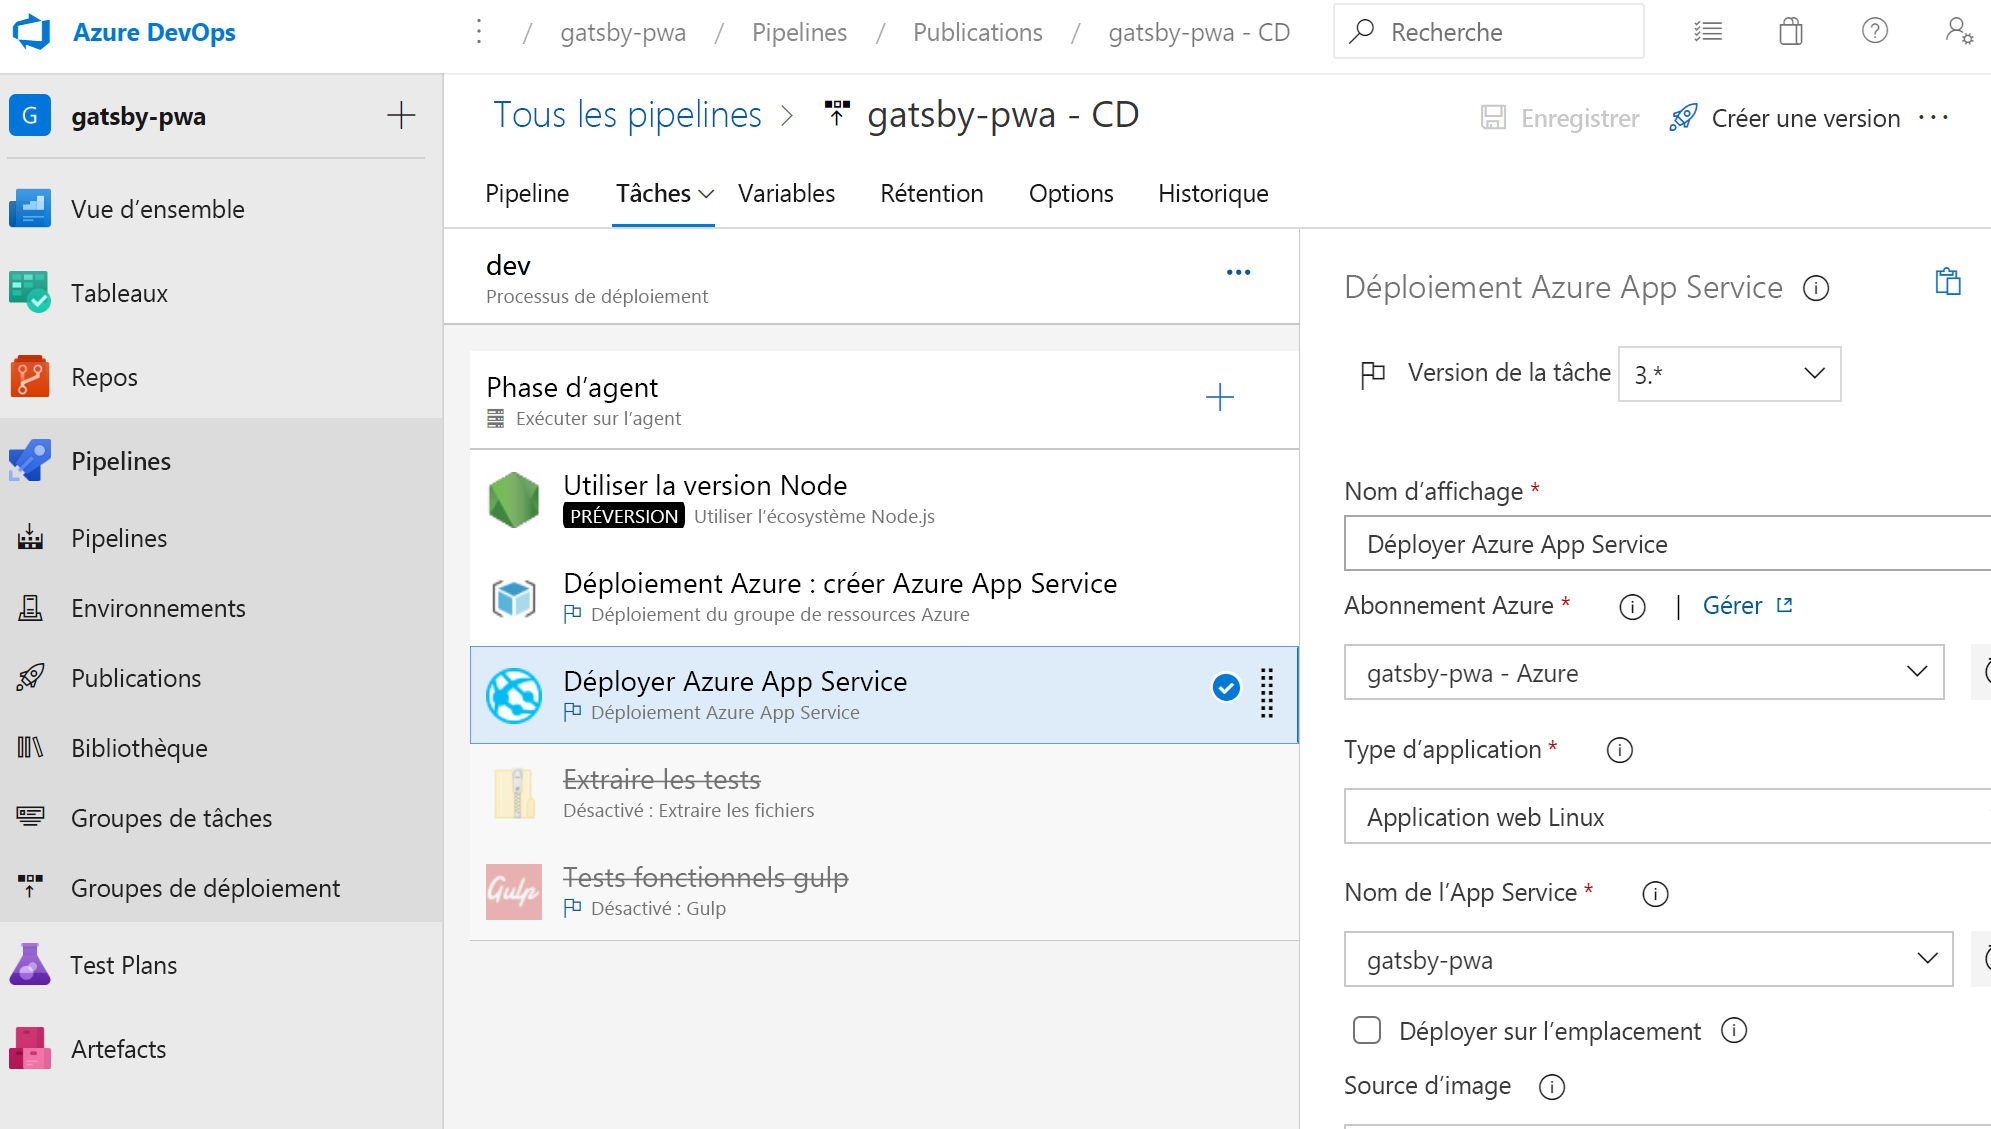 Azure DevOps
/ gatsby-pwa / Pipelines / Publications / gatsby-pwa - CD
Recherche
G gatsby-pwa
Vue d’ensemble
Tableaux
Repos
Pipelines
Pipelines
Environnements
Publications
Bibliothèque
Groupes de tâches
Groupes de déploiement
Test Plans
Artefacts
Tous les pipelines > gatsby-pwa - CD
Enregistrer
Créer une version ...
Pipeline
Tâches
Variables
Rétention
Options
Historique
dev
Processus de déploiement
Phase d’agent
Exécuter sur l’agent
Utiliser la version Node
PRÉVERSION Utiliser l’écosystème Node.js
Déploiement Azure : créer Azure App Service
Déploiement du groupe de ressources Azure
Déployer Azure App Service
Déploiement Azure App Service
Extraire les tests
Désactivé : Extraire les fichiers
Gulp
Tests fonctionnels gulp
Désactivé : Gulp
Déploiement Azure App Service
Version de la tâche 3.*
Nom d’affichage *
Déployer Azure App Service
Abonnement Azure * | Gérer
gatsby-pwa - Azure
Type d’application *
Application web Linux
Nom de l’App Service *
gatsby-pwa
Déployer sur l’emplacement
Source d’image